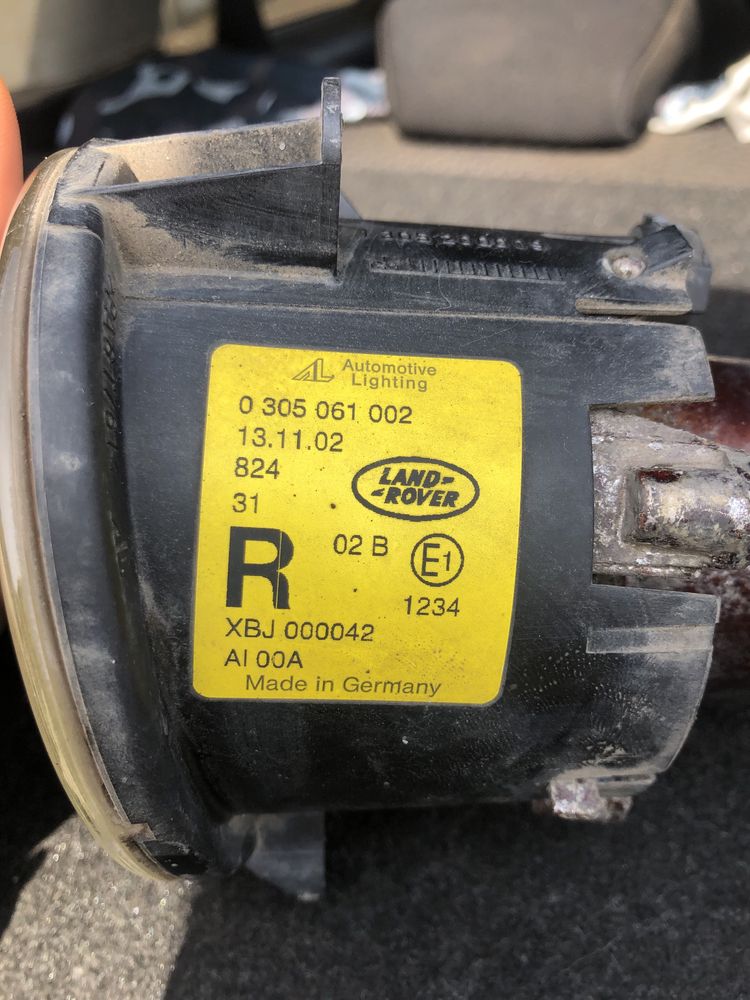 AL Automotive
Lighting
0 305 061 002
13.11.02
824
31
LAND-
-ROVER
R
02 B
E1
1234
XBJ 000042
AI 00A
Made in Germany